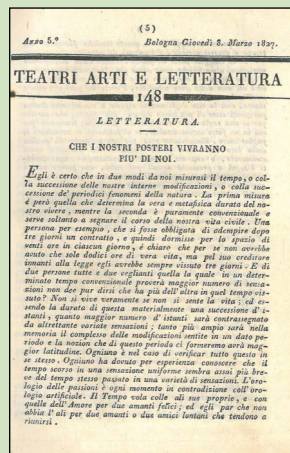 (5)
Anno 5.° Bologna Giovedì 8. Marzo 1827.
TEATRI ARTI E LETTERATURA
148
LETTERATURA.
CHE I NOSTRI POSTERI VIVRANNO
PIU' DI NOI.
Egli è certo che in due modi da noi misurasi il tempo, o col-
la successione delle nostre interne modificazioni, o colla suc-
cessione de' periodici fenomeni della natura. La prima misura
è però quella che determina la vera e metafisica durata del no-
stro vivere, mentre la seconda è puramente convenzionale e
serve soltanto a segnare il corso della nostra vita civile. Una
persona per esempio, che si fosse obbligata di adempire dopo
tre giorni un contratto, e quindi dormisse per lo spazio di
venti ore in ciascun giorno, è chiaro che per se non avrebbe
avuto che sole dodici ore di vera vita, ma pel suo creditore
innanti alla legge egli avrebbe sempre vissuto tre giorni. E di
due persone tutte e due veglianti quella la quale in un deter-
minato tempo convenzionale proverà maggior numero di sensa-
zioni non dee pur dirsi che ha più dell'altra in quel tempo vis-
suto? Non si vive veramente se non si sente la vita; ed es-
sendo la durata di questa materialmente una successione d'i-
stanti, quanto maggior numero d'istanti sarà contrassegnato
da altrettante variate sensazioni; tanto più ampio sarà nella
memoria il complesso delle modificazioni sentite in un dato pe-
riodo e la nozion che di questo periodo ci formeremo avrà mag-
gior latitudine. Ogniuno è nel caso di verificar tutto questo in
se stesso. Ogniuno ha dovuto per esperienza conoscere che il
tempo scorso in una sensazione uniforme sembra assai più bre-
ve del tempo stesso passato in una varietà di sensazioni. L'oro-
logio delle passioni è ogni momento in contradizione coll'oro-
logio artificiale. Il Tempo vola colle ali sue proprie, e con
quelle dell'Amore per due amanti felici; ed egli par che non
abbia l'ali per due amanti o due amici lontani che tendono a
riunirsi.